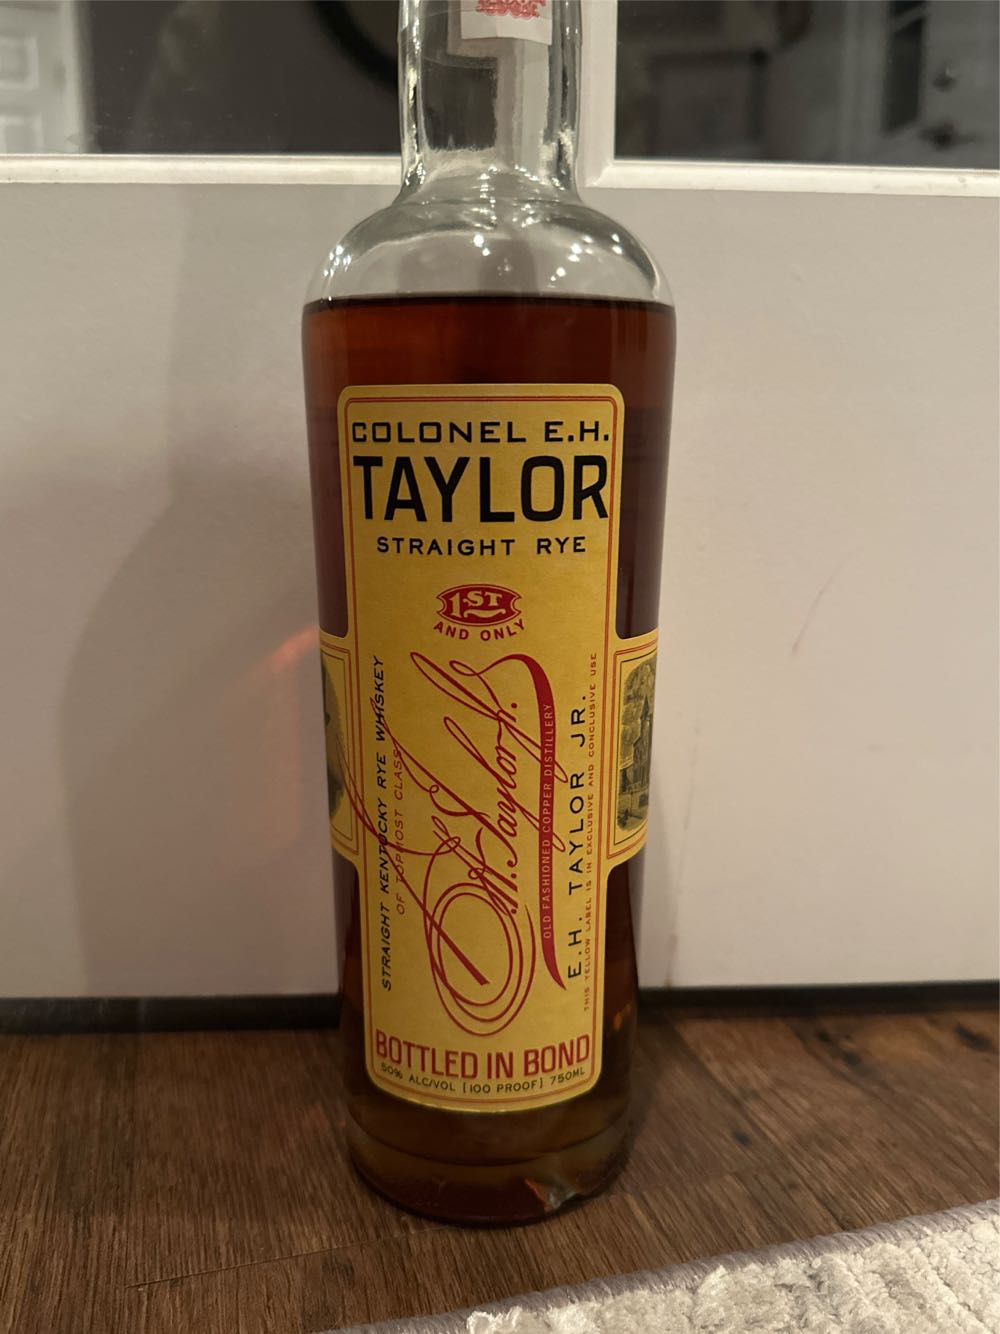 COLONEL E.H.
TAYLOR
STRAIGHT RYE
1ST
AND ONLY
STRAIGHT KENTUCKY RYE WHISKEY
OF TOPMOST CLASS
E.H. Taylor Jr.
OLD FASHIONED COPPER DISTILLERY
E.H. TAYLOR JR.
THIS YELLOW LABEL IS IN EXCLUSIVE AND CONCLUSIVE USE
BOTTLED IN BOND
50% ALC/VOL [100 PROOF] 750ML